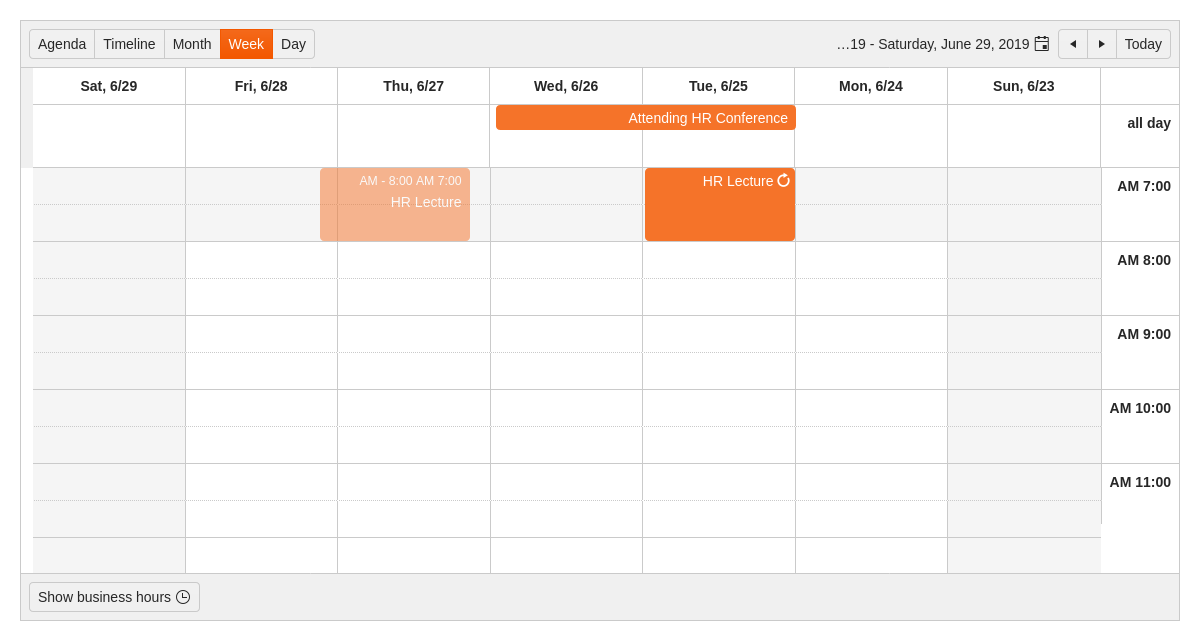 Agenda Timeline Month Week Day …19 - Saturday, June 29, 2019 Today
Sat, 6/29 Fri, 6/28 Thu, 6/27 Wed, 6/26 Tue, 6/25 Mon, 6/24 Sun, 6/23
Attending HR Conference all day
AM - 8:00 AM 7:00 HR Lecture AM 7:00
HR Lecture
AM 8:00
AM 9:00
AM 10:00
AM 11:00
Show business hours